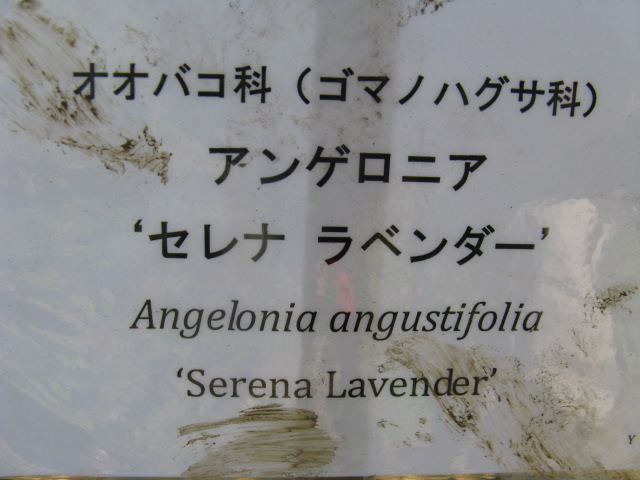 オオバコ科（ゴマノハグサ科）
アンゲロニア
‘セレナ ラベンダー’
Angelonia angustifolia
‘Serena Lavender’
Y